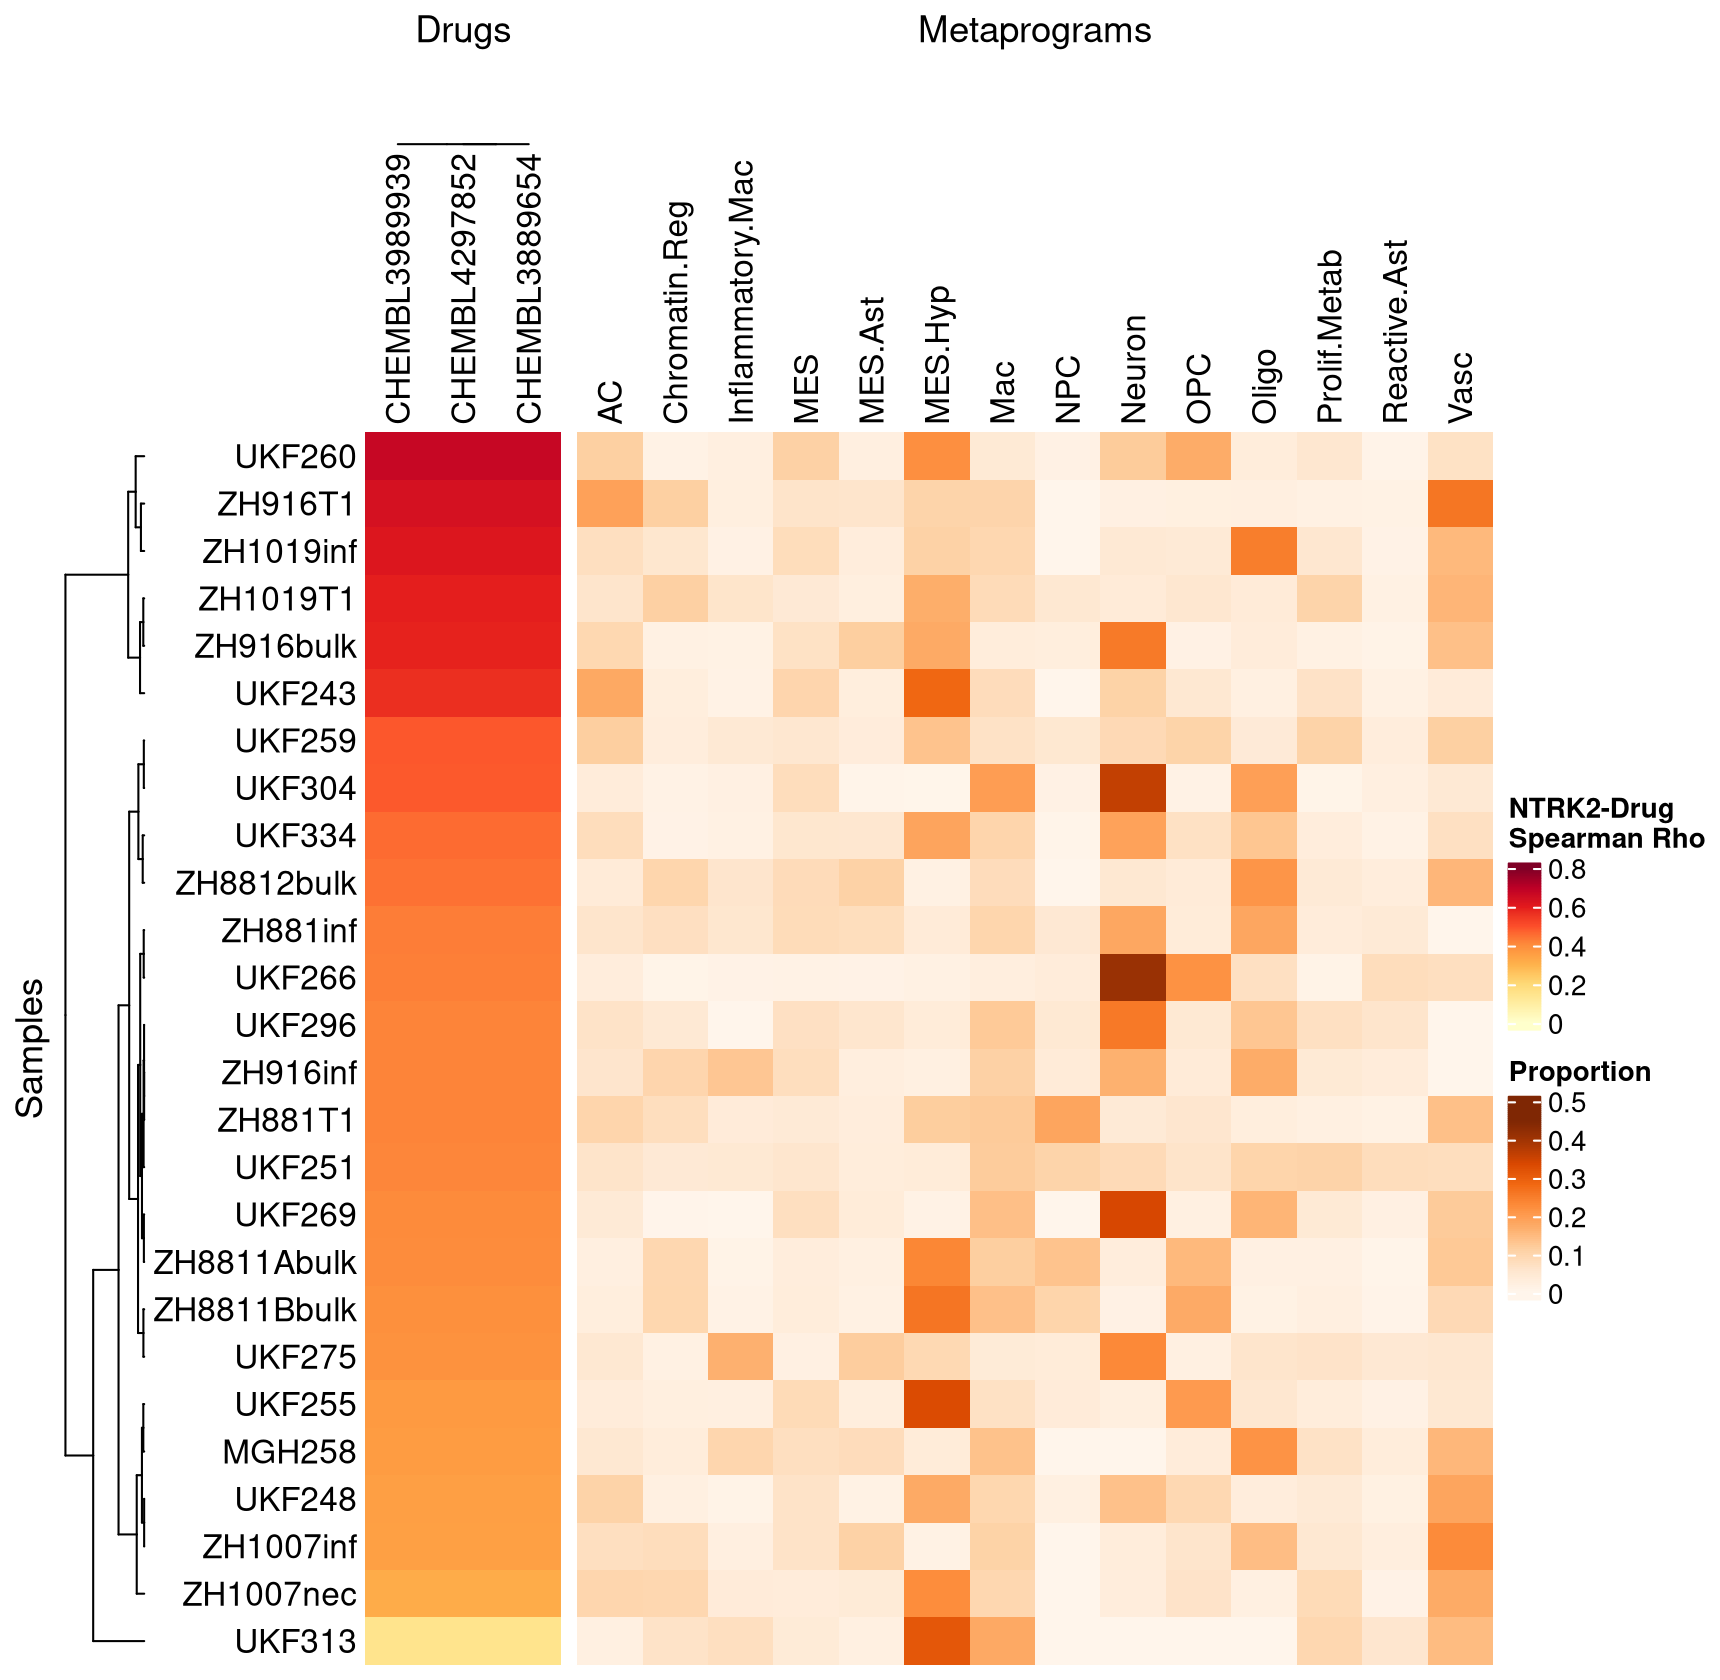 Drugs
Metaprograms
CHEMBL3989939
CHEMBL4297852
CHEMBL3889654
AC
Chromatin.Reg
Inflammatory.Mac
MES
MES.Ast
MES.Hyp
Mac
NPC
Neuron
OPC
Oligo
Prolif.Metab
Reactive.Ast
Vasc
Samples
UKF260
ZH916T1
ZH1019inf
ZH1019T1
ZH916bulk
UKF243
UKF259
UKF304
UKF334
ZH8812bulk
ZH881inf
UKF266
UKF296
ZH916inf
ZH881T1
UKF251
UKF269
ZH8811Abulk
ZH8811Bbulk
UKF275
UKF255
MGH258
UKF248
ZH1007inf
ZH1007nec
UKF313
NTRK2-Drug
Spearman Rho
0.8
0.6
0.4
0.2
0
Proportion
0.5
0.4
0.3
0.2
0.1
0